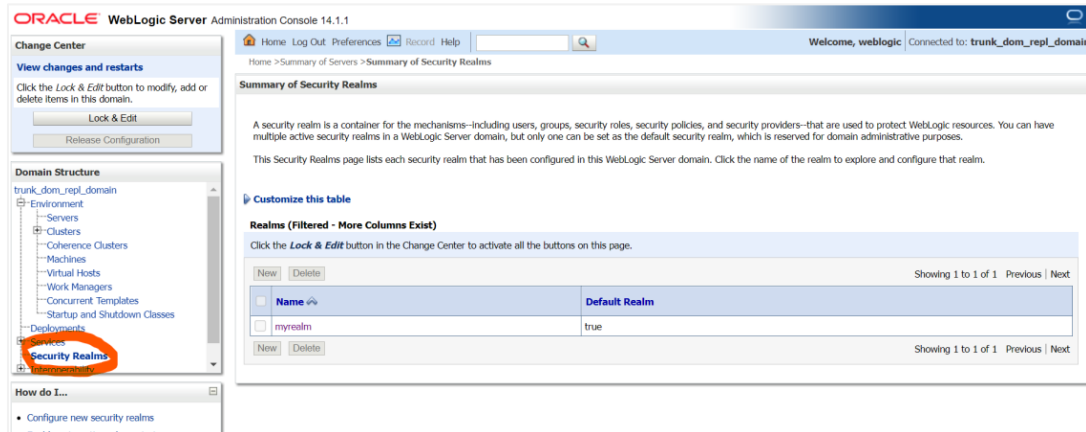 ORACLE WebLogic Server Administration Console 14.1.1
Change Center
View changes and restarts
Click the Lock & Edit button to modify, add or
delete items in this domain.
Lock & Edit
Release Configuration
Domain Structure
trunk_dom_repl_domain
Environment
Servers
Clusters
Coherence Clusters
Machines
Virtual Hosts
Work Managers
Concurrent Templates
Startup and Shutdown Classes
Deployments
Services
Security Realms
Interoperability
How do I...
Configure new security realms
Home Log Out Preferences Record Help
Welcome, weblogic Connected to: trunk_dom_repl_domain
Home >Summary of Servers >Summary of Security Realms
Summary of Security Realms
A security realm is a container for the mechanisms--including users, groups, security roles, security policies, and security providers--that are used to protect WebLogic resources. You can have
multiple active security realms in a WebLogic Server domain, but only one can be set as the default security realm, which is reserved for domain administrative purposes.
This Security Realms page lists each security realm that has been configured in this WebLogic Server domain. Click the name of the realm to explore and configure that realm.
Customize this table
Realms (Filtered - More Columns Exist)
Click the Lock & Edit button in the Change Center to activate all the buttons on this page.
New Delete Showing 1 to 1 of 1 Previous | Next
Name Default Realm
myrealm true
New Delete Showing 1 to 1 of 1 Previous | Next